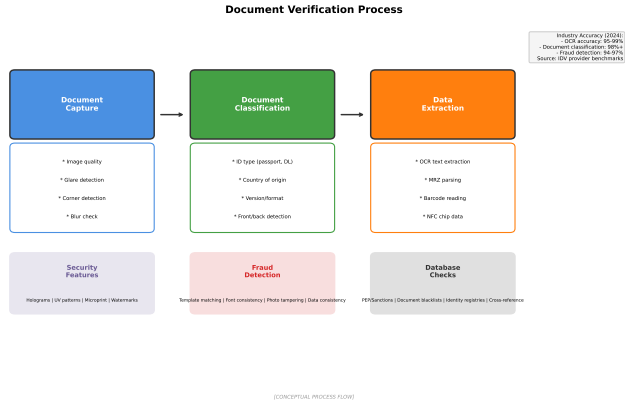 Document Verification Process
Industry Accuracy (2024):
- OCR accuracy: 95-99%
- Document classification: 98%+
- Fraud detection: 94-97%
Source: IDV provider benchmarks
Document
Capture
Document
Classification
Data
Extraction
* Image quality
* Glare detection
* Corner detection
* Blur check
* ID type (passport, DL)
* Country of origin
* Version/format
* Front/back detection
* OCR text extraction
* MRZ parsing
* Barcode reading
* NFC chip data
Security
Features
Holograms | UV patterns | Microprint | Watermarks
Fraud
Detection
Template matching | Font consistency | Photo tampering | Data consistency
Database
Checks
PEP/Sanctions | Document blacklists | Identity registries | Cross-reference
[CONCEPTUAL PROCESS FLOW]